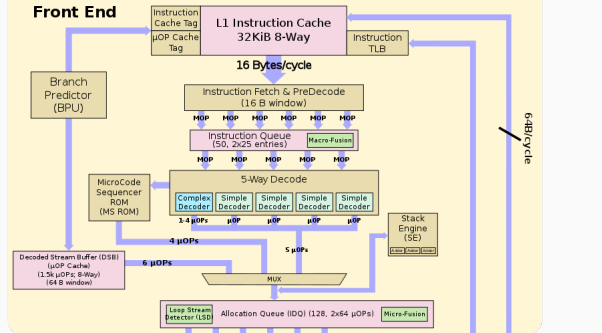 Front End
Instruction
Cache Tag
µOP Cache
Tag
L1 Instruction Cache
32KiB 8-Way
Instruction
TLB
16 Bytes/cycle
Branch
Predictor
(BPU)
Instruction Fetch & PreDecode
(16 B window)
MOP MOP MOP MOP MOP MOP
Instruction Queue
(50, 2x25 entries)
Macro-Fusion
64B/cycle
MOP MOP MOP MOP MOP
5-Way Decode
MicroCode
Sequencer
ROM
(MS ROM)
Complex
Decoder
Simple
Decoder
Simple
Decoder
Simple
Decoder
Simple
Decoder
1-4 µOPs µOP µOP µOP µOP
Stack
Engine
(SE)
Adder Adder Adder
4 µOPs
5 µOPs
Decoded Stream Buffer (DSB)
(µOP Cache)
(1.5k µOPs; 8-Way)
(64 B window)
6 µOPs
MUX
Loop Stream
Detector (LSD)
Allocation Queue (IDQ) (128, 2x64 µOPs)
Micro-Fusion